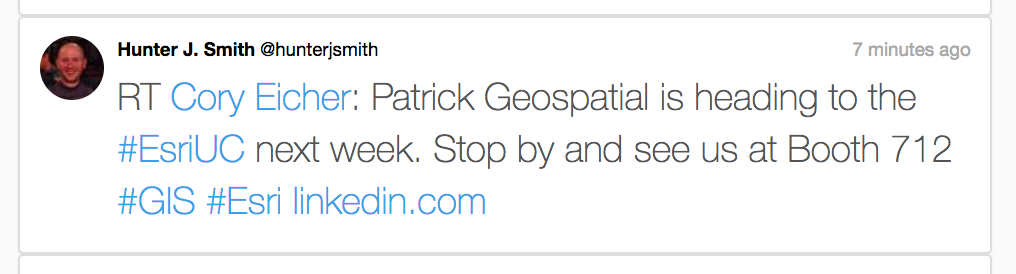 Hunter J. Smith @hunterjsmith 7 minutes ago
RT Cory Eicher: Patrick Geospatial is heading to the
#EsriUC next week. Stop by and see us at Booth 712
#GIS #Esri linkedin.com